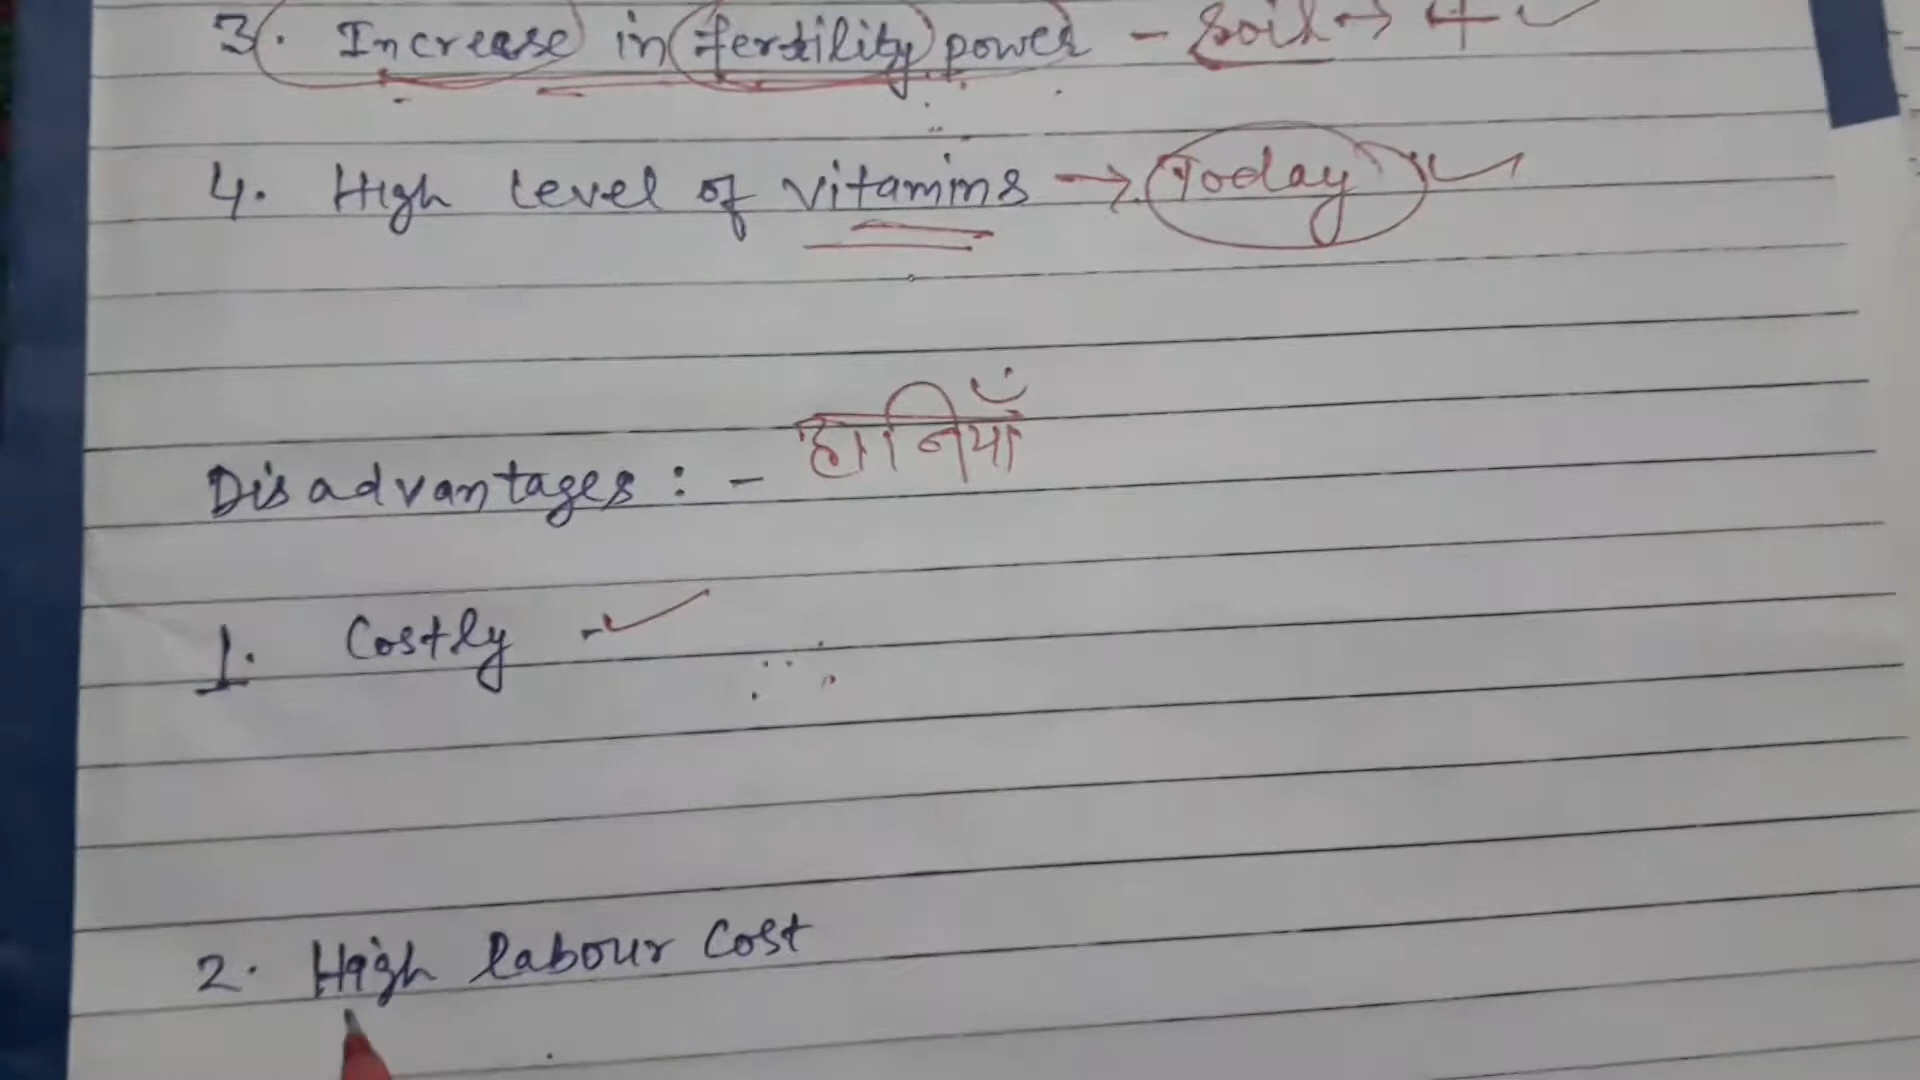 3. Increase in fertility power - Soil → +
4. High level of vitamins → Today
Disadvantages : - हानियाँ
1. Costly
2. High labour Cost